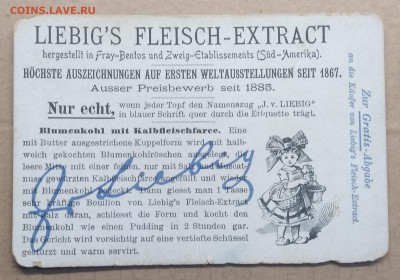 COINS.LAVE.RU
LIEBIG'S FLEISCH-EXTRACT
hergestellt in Fray-Bentos und Zweig-Etablissements (Süd-Amerika).
HÖCHSTE AUSZEICHNUNGEN AUF ERSTEN WELTAUSSTELLUNGEN SEIT 1867.
Ausser Preisbewerb seit 1885.
Nur echt, wenn jeder Topf den Namenszug „J. v. LIEBIG"
in blauer Schrift quer durch die Etiquette trägt.
Blumenkohl mit Kalbfleischfarce. Eine
mit Butter ausgestrichene Kuppelform wird mit halb-
weich gekochten Blumenkohlröschen ausgelegt,
leere Mitte mit einer feinen, nur mit Salz
gewürzten Kalbfleischfarce
Blumenkohl Dann giesst man 1 Tasse
kräftige Bouillon von Liebig's Fleisch-Extract
mit Salz daran, schliesst die Form und kocht den
Blumenkohl wie einen Pudding in 2 Stunden gar.
Das Gericht wird vorsichtig auf eine vertiefte Schüssel
gestürzt und warm servirt.
Zur Gratis-Abgabe
an die Käufer von Liebig's Fleisch-Extract.